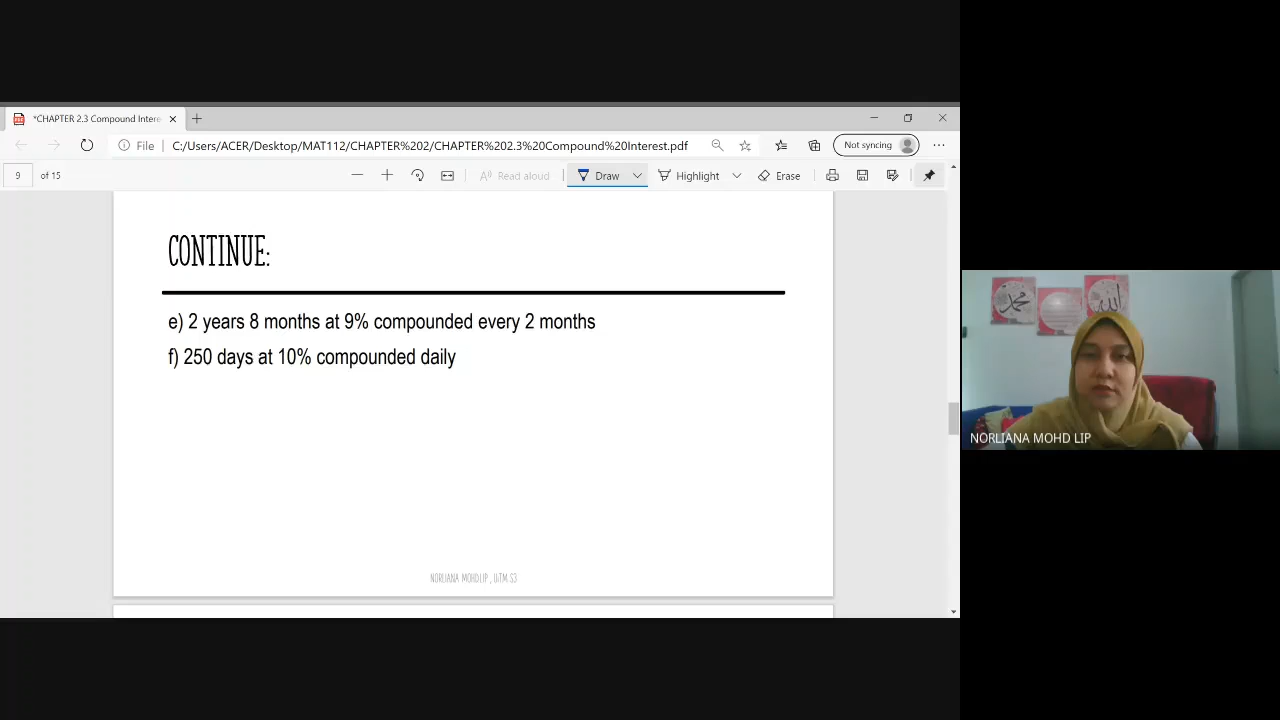 *CHAPTER 2.3 Compound Intere
File
C:/Users/ACER/Desktop/MAT112/CHAPTER%202/CHAPTER%202.3%20Compound%20Interest.pdf
Not syncing
9
of 15
Read aloud
Draw
Highlight
Erase
CONTINUE:
e) 2 years 8 months at 9% compounded every 2 months
f) 250 days at 10% compounded daily
NORLIANA MOHD LIP , UiTM S3
NORLIANA MOHD LIP